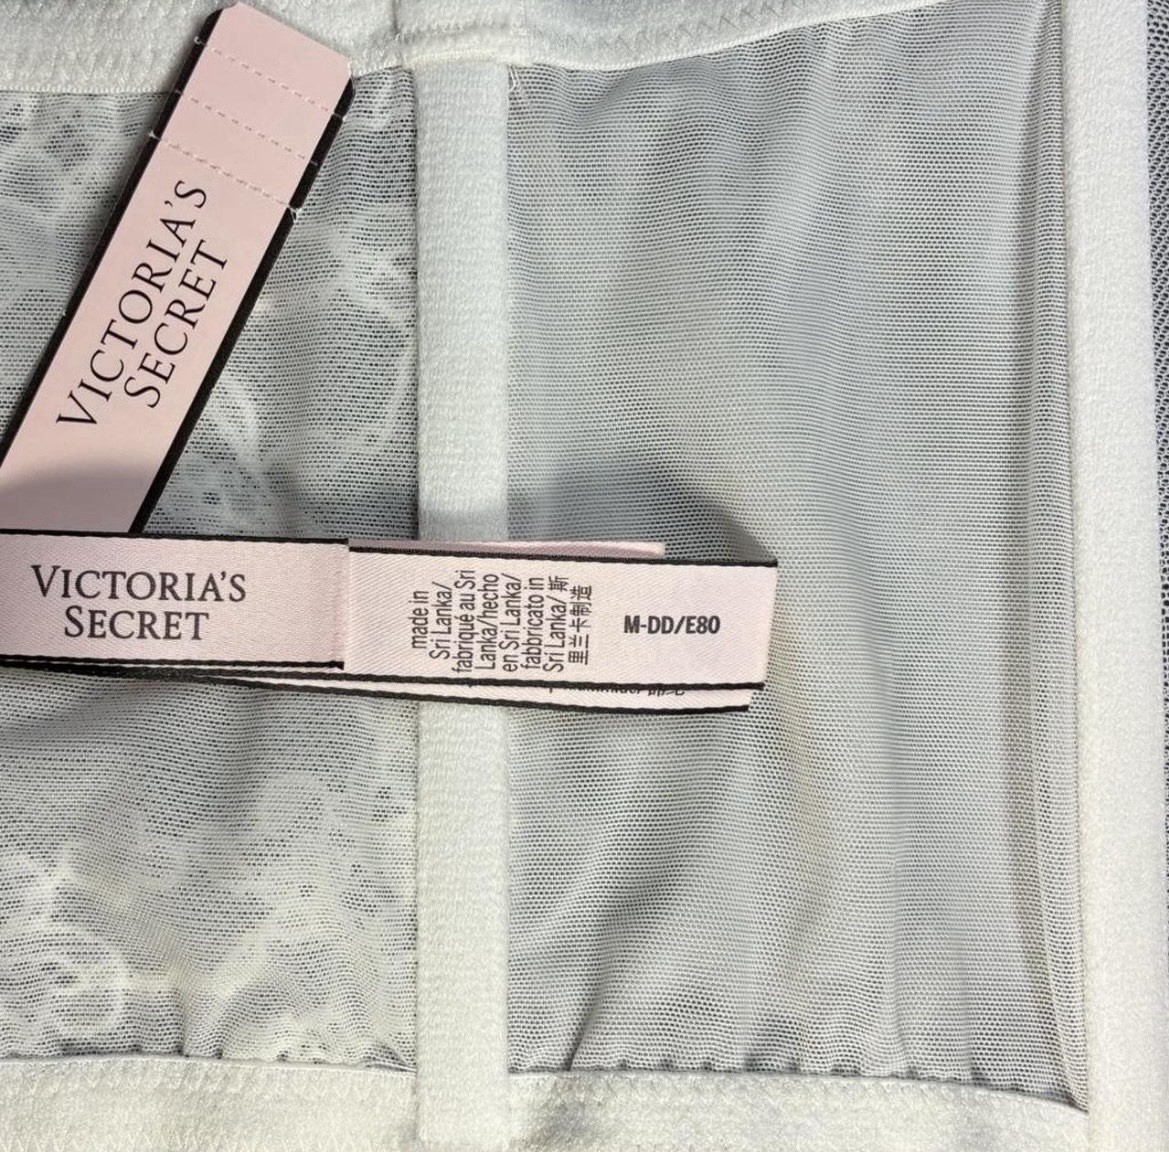 VICTORIA'S
SECRET
VICTORIA'S
SECRET
made in
Sri Lanka/
fabriqué au Sri
Lanka/hecho
en Sri Lanka/
fabbricato in
Sri Lanka/ 斯
里兰卡制造
M-DD/E80